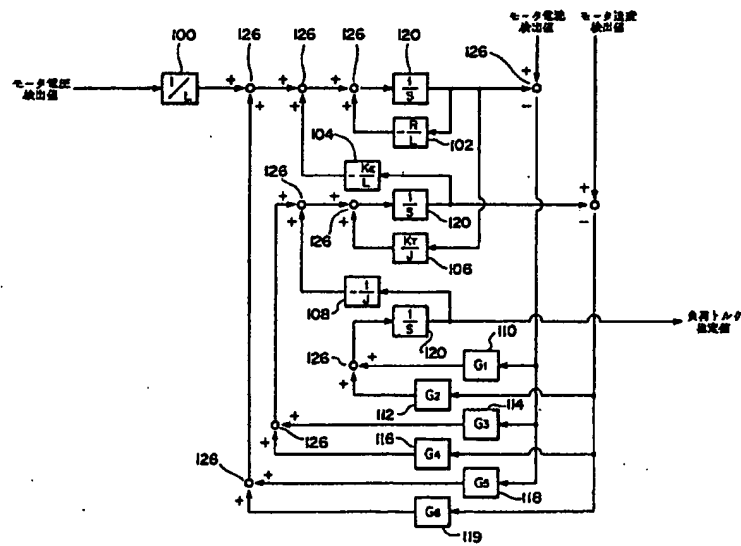 モータ電流
検出値
モータ速度
検出値
100
126
126
126
120
126
モータ電圧
検出値
1/L
+
+
+
+
1/S
+
+
+
−
-R/L
102
104
-KE/L
126
+
+
1/S
+
−
126
+
+
120
KT/J
106
-1/J
108
1/S
120
110
負荷トルク
推定値
126
+
G1
+
G2
112
114
+
G3
126
+
116
G4
126
+
G5
118
+
G6
119